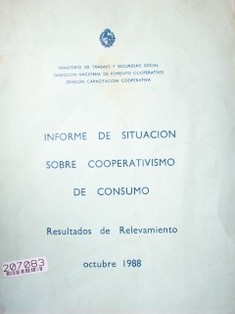 MINISTERIO DE TRABAJO Y SEGURIDAD SOCIAL
DIRECCION NACIONAL DE FOMENTO COOPERATIVO
DIVISION CAPACITACION COOPERATIVA
INFORME DE SITUACION
SOBRE COOPERATIVISMO
DE CONSUMO
Resultados de Relevamiento
octubre 1988
207083